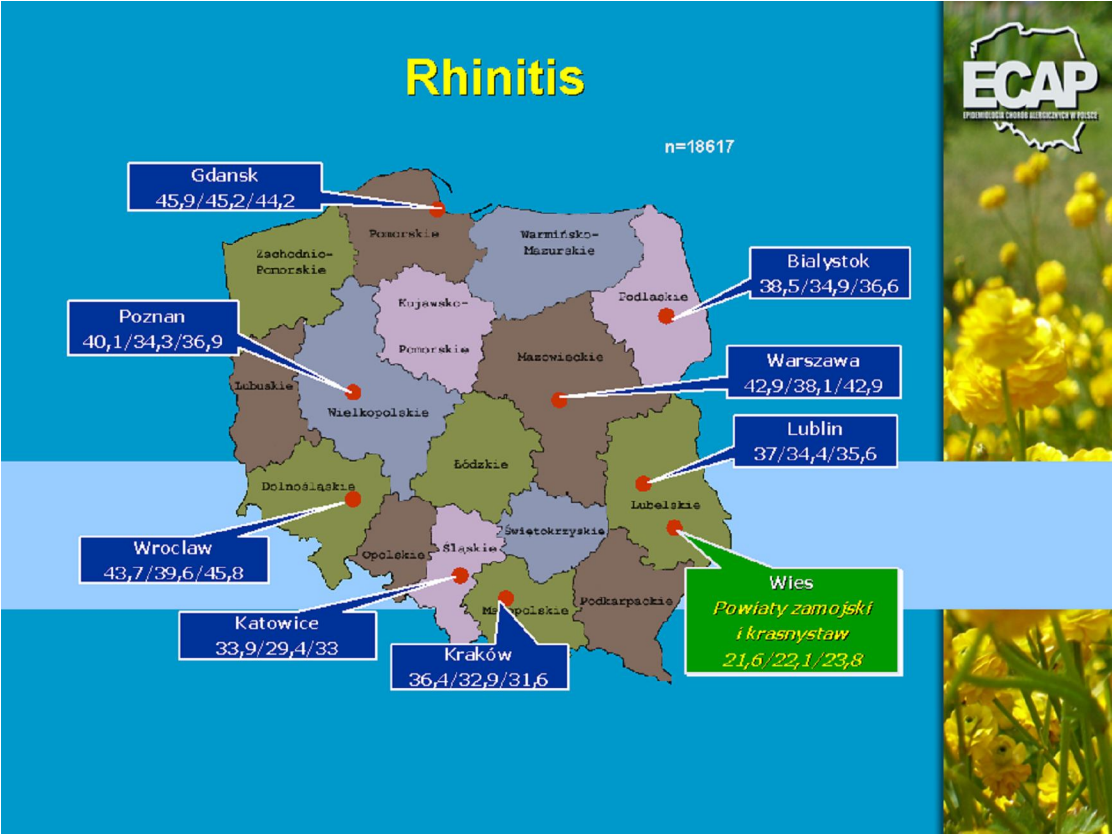 Rhinitis
ECAP
EPIDEMIOLOGIA CHORÓB ALERGICZNYCH W POLSCE
n=18617
Gdansk
45,9/45,2/44,2
Pomorskie
Warmińsko-
Mazurskie
Zachodnio-
Pomorskie
Bialystok
38,5/34,9/36,6
Podlaskie
Kujawsko-
Pomorskie
Poznan
40,1/34,3/36,9
Mazowieckie
Warszawa
42,9/38,1/42,9
Lubuskie
Wielkopolskie
Lublin
37/34,4/35,6
Łódzkie
Dolnośląskie
Lubelskie
Świętokrzyskie
Wroclaw
43,7/39,6/45,8
Opolskie
Śląskie
Wies
Powiaty zamojski
i krasnystaw
21,6/22,1/23,8
Małopolskie
Podkarpackie
Katowice
33,9/29,4/33
Kraków
36,4/32,9/31,6